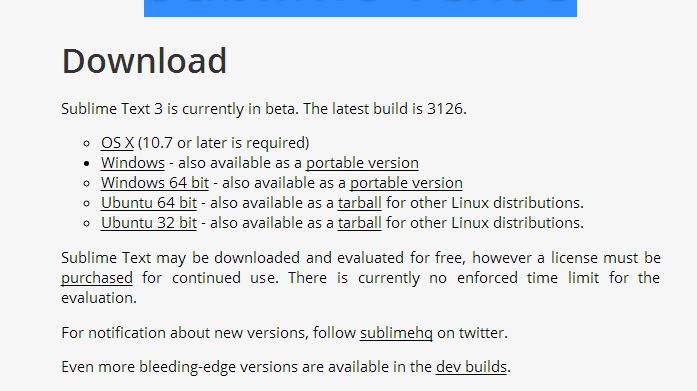 Download
Sublime Text 3 is currently in beta. The latest build is 3126.
OS X (10.7 or later is required)
Windows - also available as a portable version
Windows 64 bit - also available as a portable version
Ubuntu 64 bit - also available as a tarball for other Linux distributions.
Ubuntu 32 bit - also available as a tarball for other Linux distributions.
Sublime Text may be downloaded and evaluated for free, however a license must be
purchased for continued use. There is currently no enforced time limit for the
evaluation.
For notification about new versions, follow sublimehq on twitter.
Even more bleeding-edge versions are available in the dev builds.